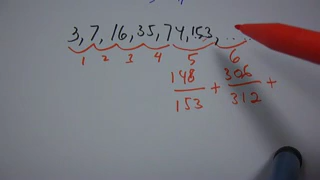 3, 7, 16, 35, 74, 153, ....
1 2 3 4 5 6
148/153 + 306/312 +